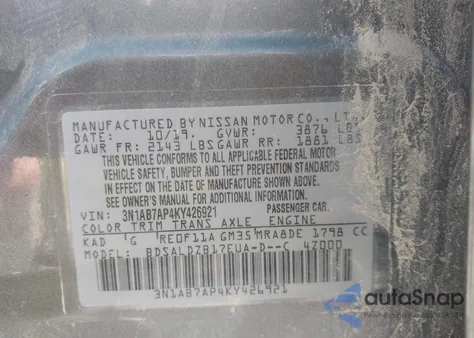 MANUFACTURED BY NISSAN MOTOR CO., LT
DATE: 10/19. GVWR: 3876 LB
GAWR FR: 2143 LBS GAWR RR: 1881 LBS
THIS VEHICLE CONFORMS TO ALL APPLICABLE FEDERAL MOTOR
VEHICLE SAFETY, BUMPER AND THEFT PREVENTION STANDARDS
IN EFFECT ON THE DATE OF MANUFACTURE SHOWN ABOVE.
SEE OWNER'S MANUAL FOR ADDITIONAL INFORMATION.
VIN: 3N1AB7AP4KY426921 PASSENGER CAR.
COLOR TRIM TRANS AXLE ENGINE
KAD G RE0F11A GM35 MRA8DE 1798 CC
MODEL: BDSALDZB17EUA-D--C 4Z000
3N1AB7AP4KY426921
autoSnap